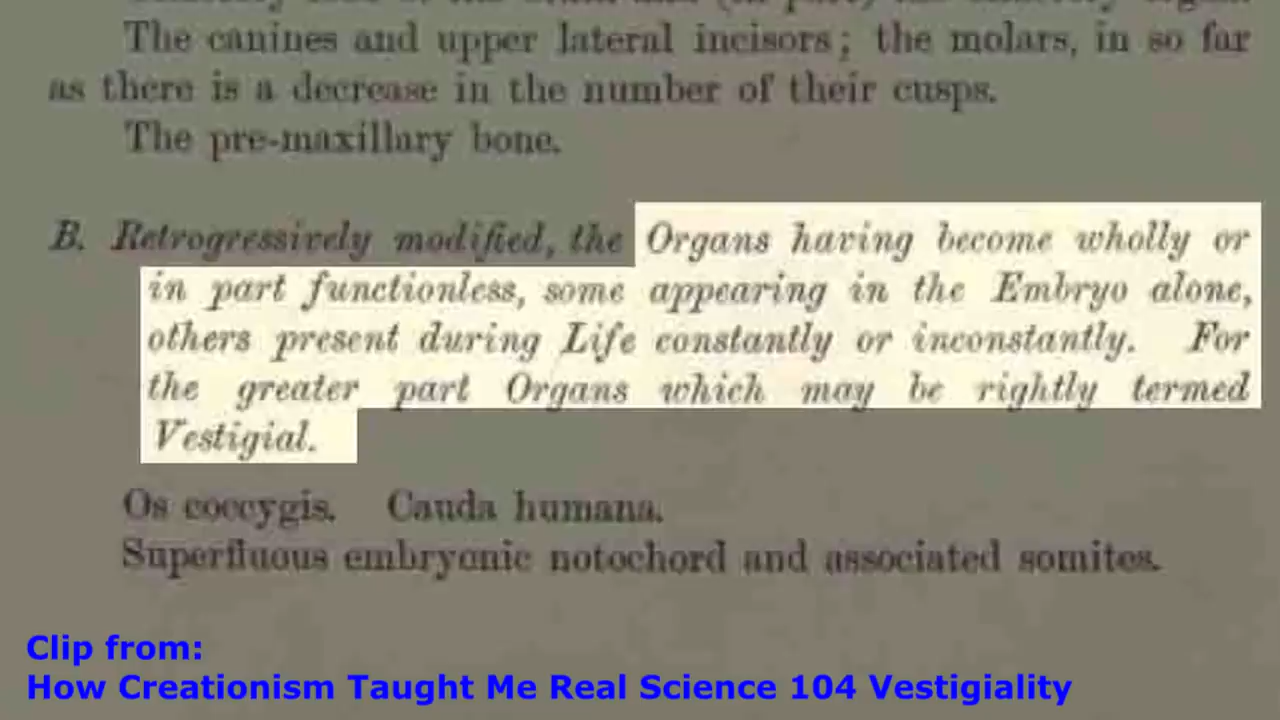 The canines and upper lateral incisors; the molars, in so far
as there is a decrease in the number of their cusps.
The pre-maxillary bone.
B. Retrogressively modified, the Organs having become wholly or
in part functionless, some appearing in the Embryo alone,
others present during Life constantly or inconstantly. For
the greater part Organs which may be rightly termed
Vestigial.
Os coccygis. Cauda humana.
Superfluous embryonic notochord and associated somites.
Clip from:
How Creationism Taught Me Real Science 104 Vestigiality